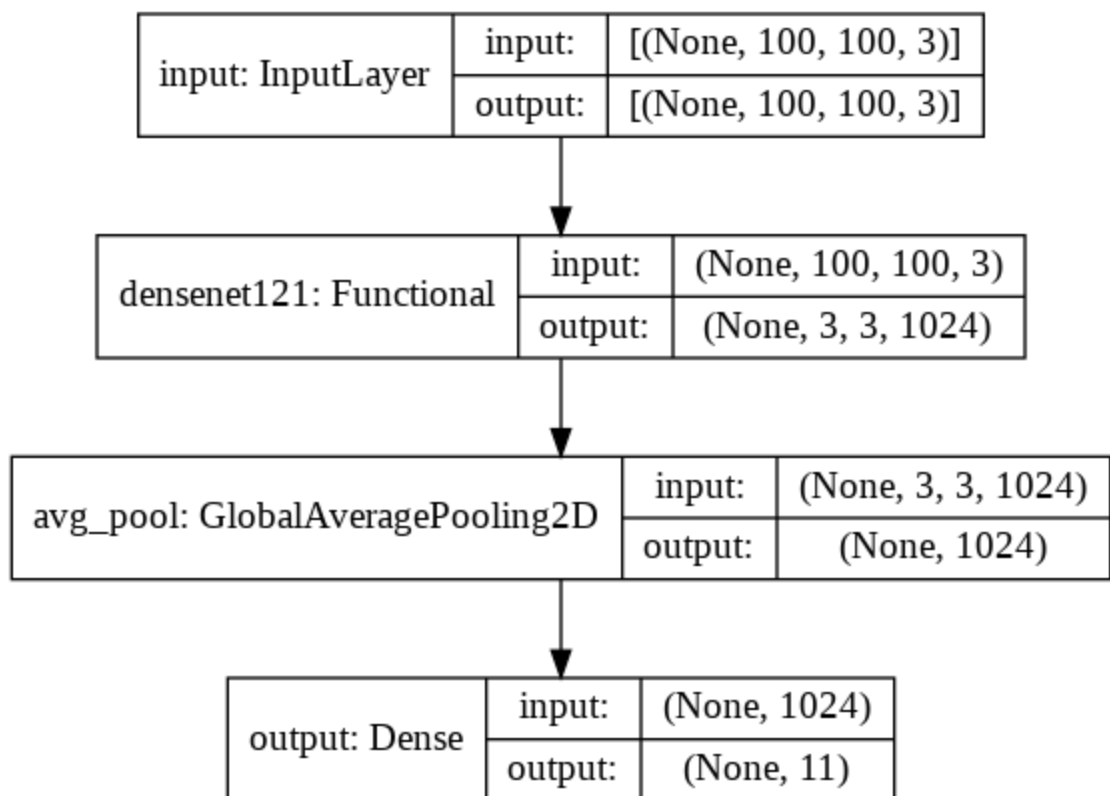 input: InputLayer
input: [(None, 100, 100, 3)]
output: [(None, 100, 100, 3)]
densenet121: Functional
input: (None, 100, 100, 3)
output: (None, 3, 3, 1024)
avg_pool: GlobalAveragePooling2D
input: (None, 3, 3, 1024)
output: (None, 1024)
output: Dense
input: (None, 1024)
output: (None, 11)